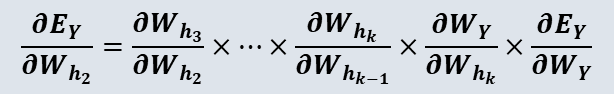 ∂E_Y/∂W_{h_2} = ∂W_{h_3}/∂W_{h_2} × ⋯ × ∂W_{h_k}/∂W_{h_{k-1}} × ∂W_Y/∂W_{h_k} × ∂E_Y/∂W_Y